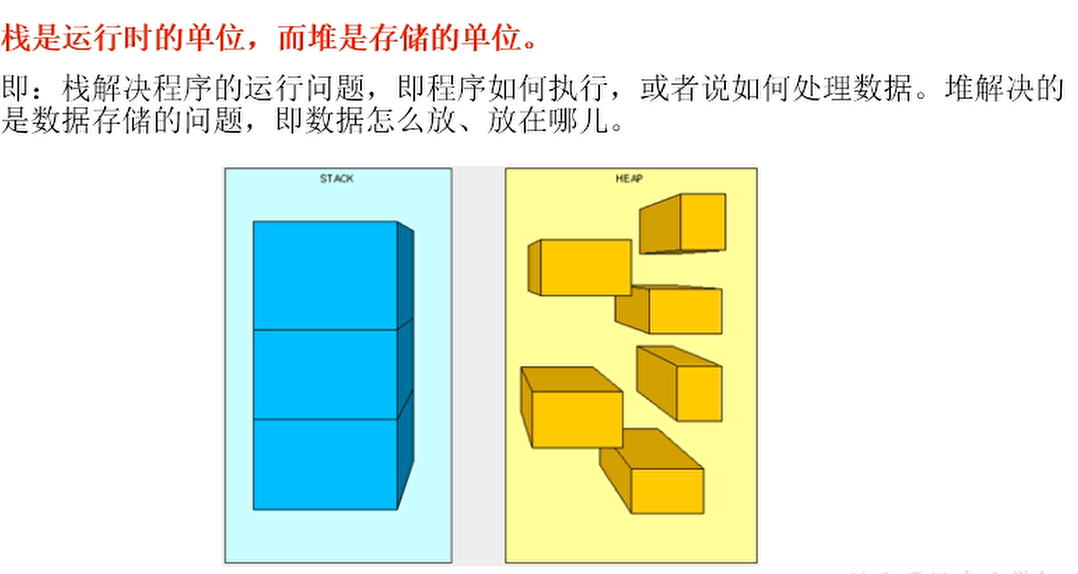 栈是运行时的单位，而堆是存储的单位。
即：栈解决程序的运行问题，即程序如何执行，或者说如何处理数据。堆解决的
是数据存储的问题，即数据怎么放、放在哪儿。
STACK
HEAP